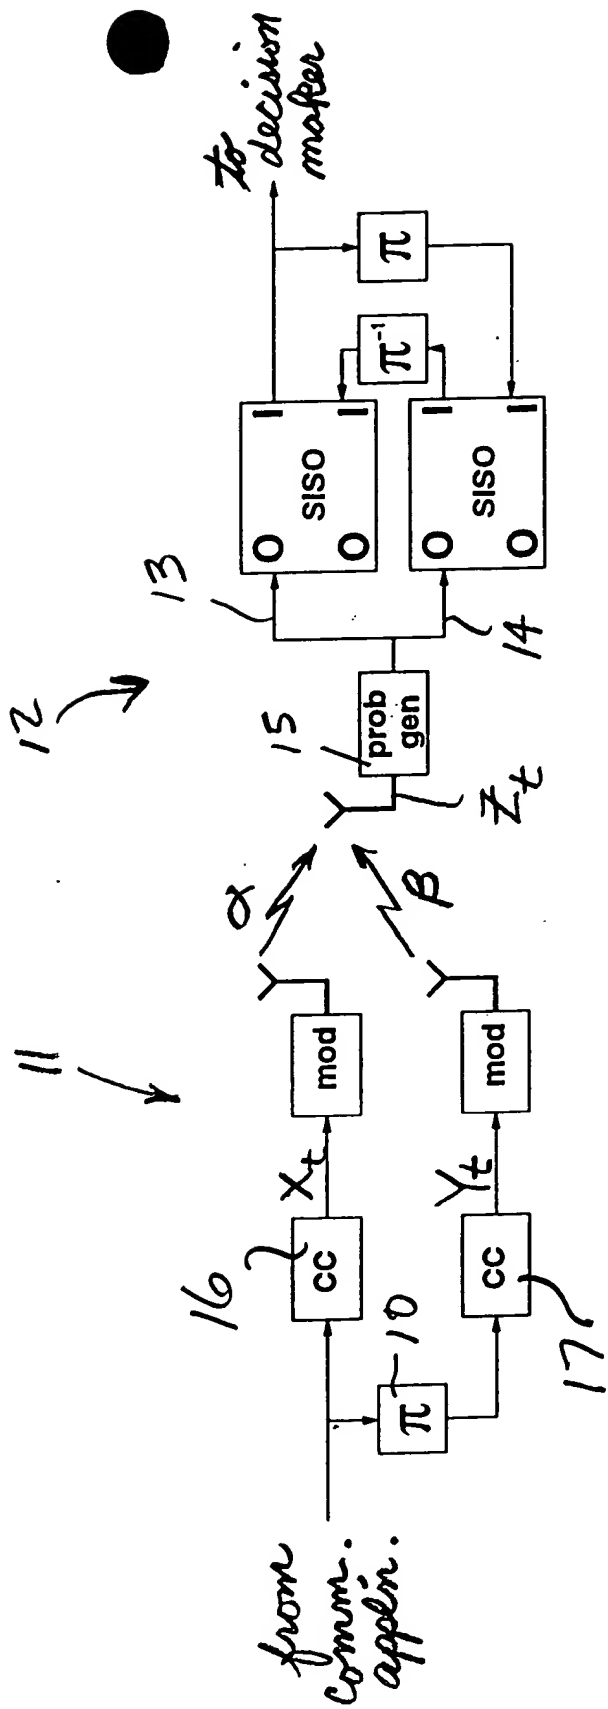 from
comm.
appl'n.
11
16
cc
Xt
mod
α
π
10
cc
17
Yt
mod
β
12
15
prob
gen
Zt
13
14
O
O
SISO
I
I
O
O
SISO
I
I
π⁻¹
π
to
decision
maker